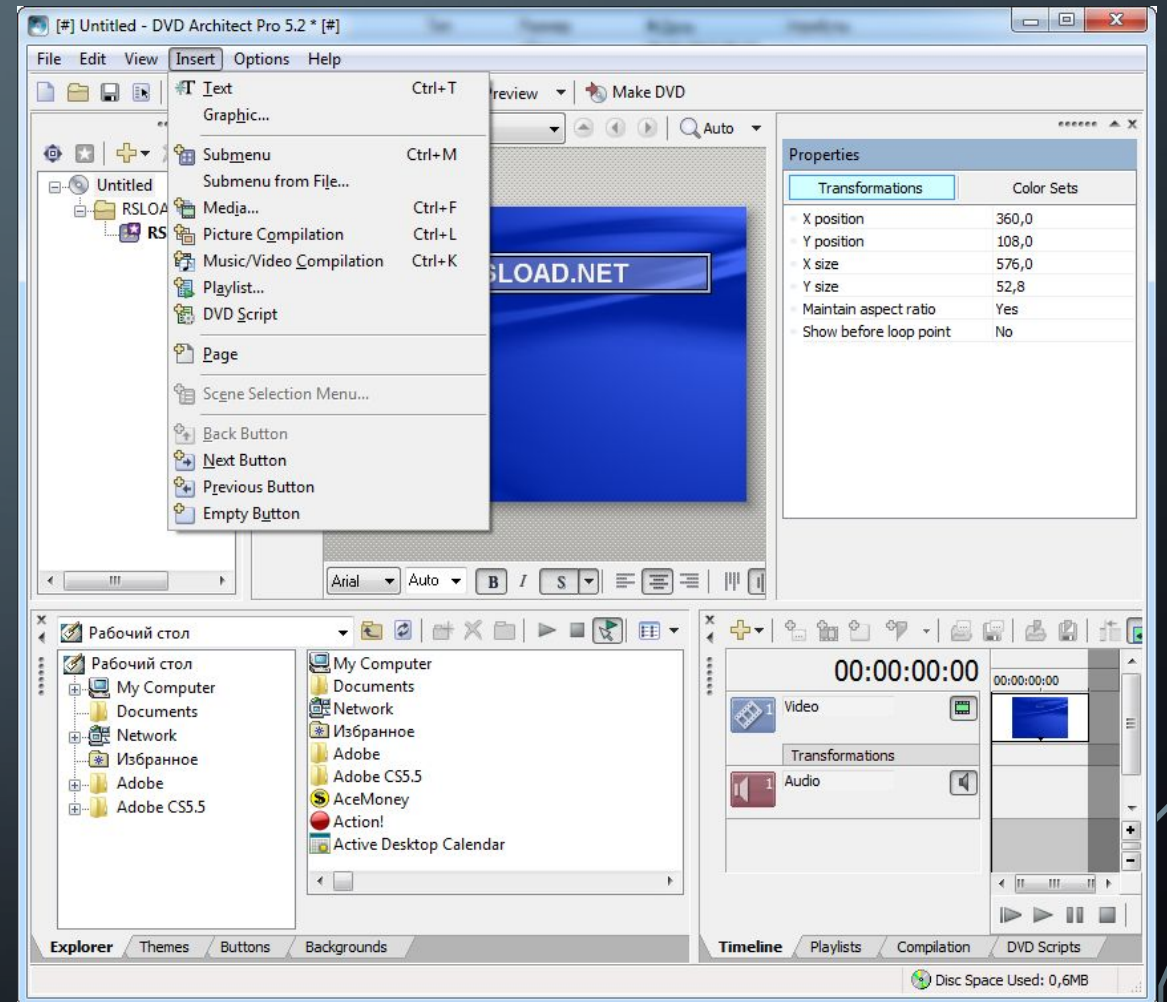 [#] Untitled - DVD Architect Pro 5.2 * [#]
File Edit View Insert Options Help
Text Ctrl+T
Graphic...
Submenu Ctrl+M
Submenu from File...
Media... Ctrl+F
Picture Compilation Ctrl+L
Music/Video Compilation Ctrl+K
Playlist...
DVD Script
Page
Scene Selection Menu...
Back Button
Next Button
Previous Button
Empty Button
review Make DVD
Auto
Untitled
RSLOA
RS
SLOAD.NET
Properties
Transformations Color Sets
X position 360,0
Y position 108,0
X size 576,0
Y size 52,8
Maintain aspect ratio Yes
Show before loop point No
Arial Auto B I S
Рабочий стол
Рабочий стол
My Computer
Documents
Network
Избранное
Adobe
Adobe CS5.5
My Computer
Documents
Network
Избранное
Adobe
Adobe CS5.5
AceMoney
Action!
Active Desktop Calendar
Explorer Themes Buttons Backgrounds
00:00:00:00
00:00:00:00
1 Video
Transformations
1 Audio
Timeline Playlists Compilation DVD Scripts
Disc Space Used: 0,6MB